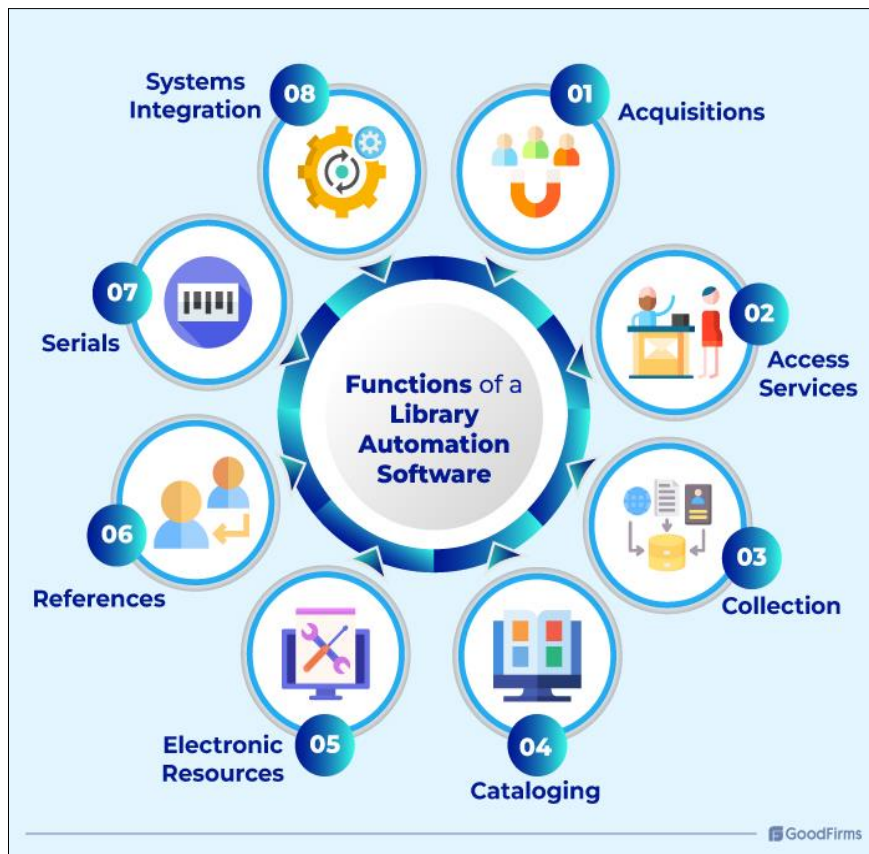 Functions of a
Library
Automation
Software
01
Acquisitions
02
Access
Services
03
Collection
04
Cataloging
05
Electronic
Resources
06
References
07
Serials
08
Systems
Integration
GoodFirms